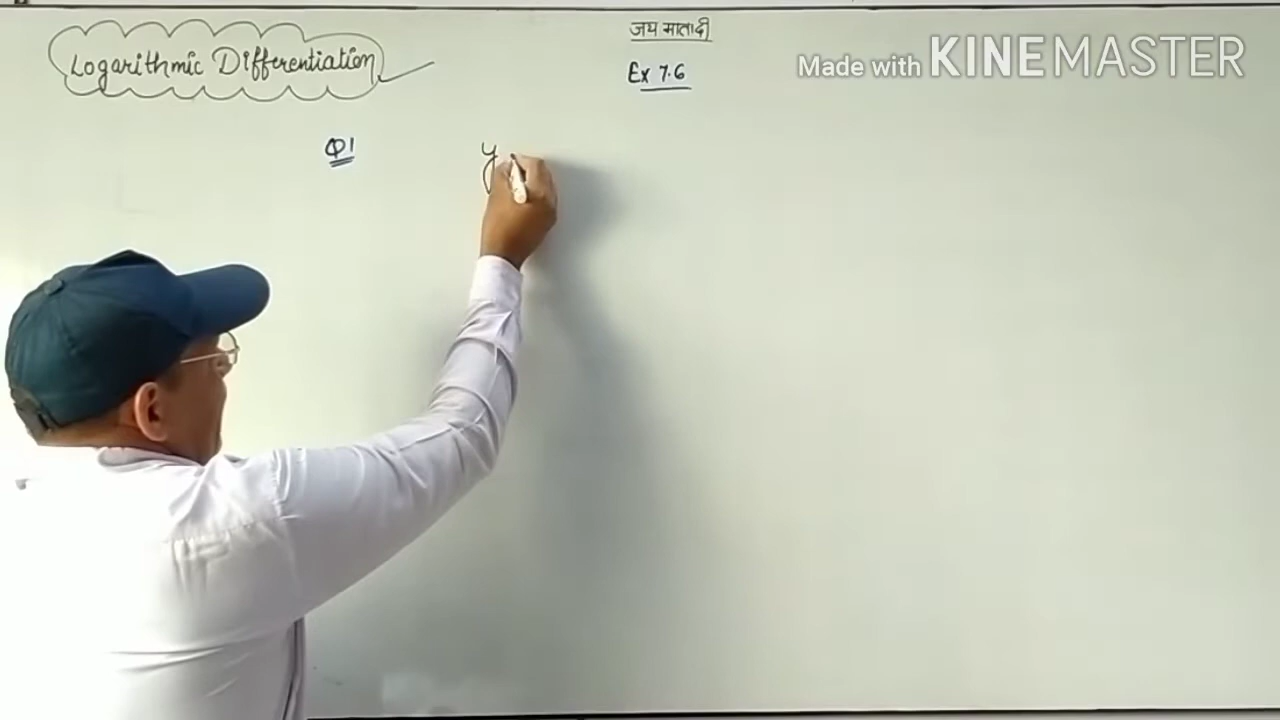 जय माता दी
Logarithmic Differentiation
Made with KINEMASTER
Ex 7.6
Q1
y